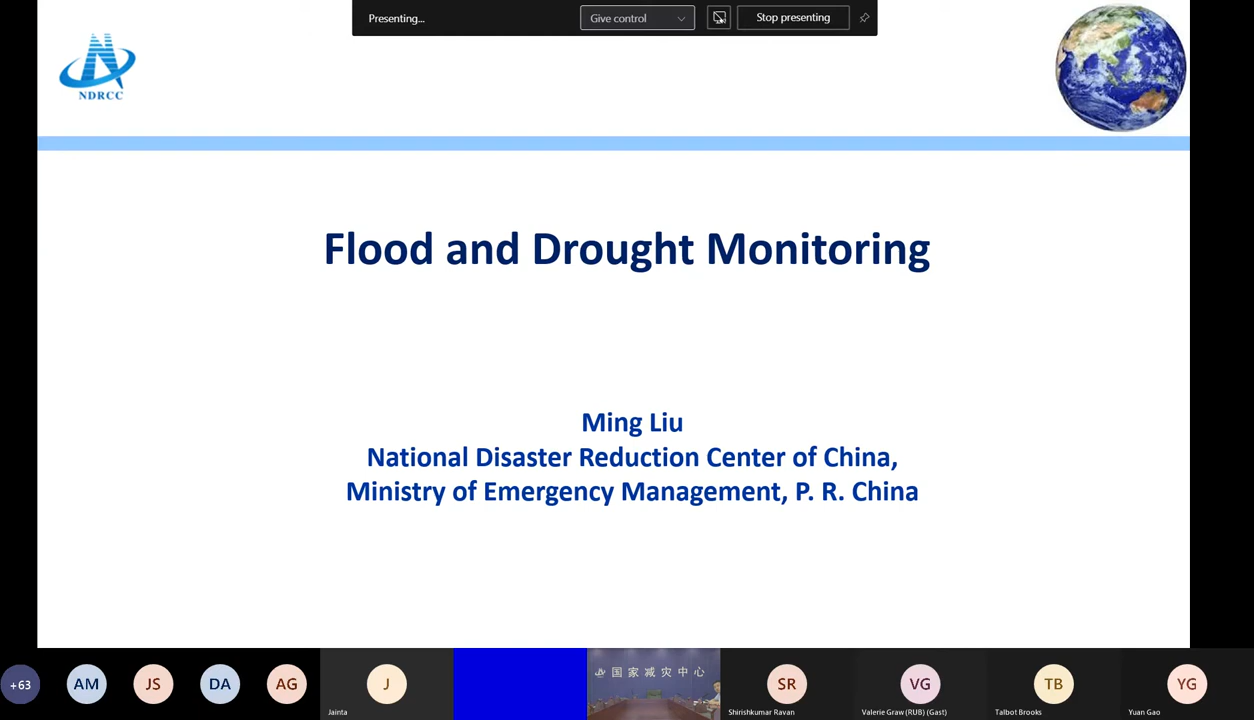 Presenting...
Give control
Stop presenting
NDRCC
Flood and Drought Monitoring
Ming Liu
National Disaster Reduction Center of China,
Ministry of Emergency Management, P. R. China
+63
AM
JS
DA
AG
J
国家减灾中心
SR
VG
TB
YG
Jainta
Shirishkumar Ravan
Valerie Graw (RUB) (Gast)
Talbot Brooks
Yuan Gao